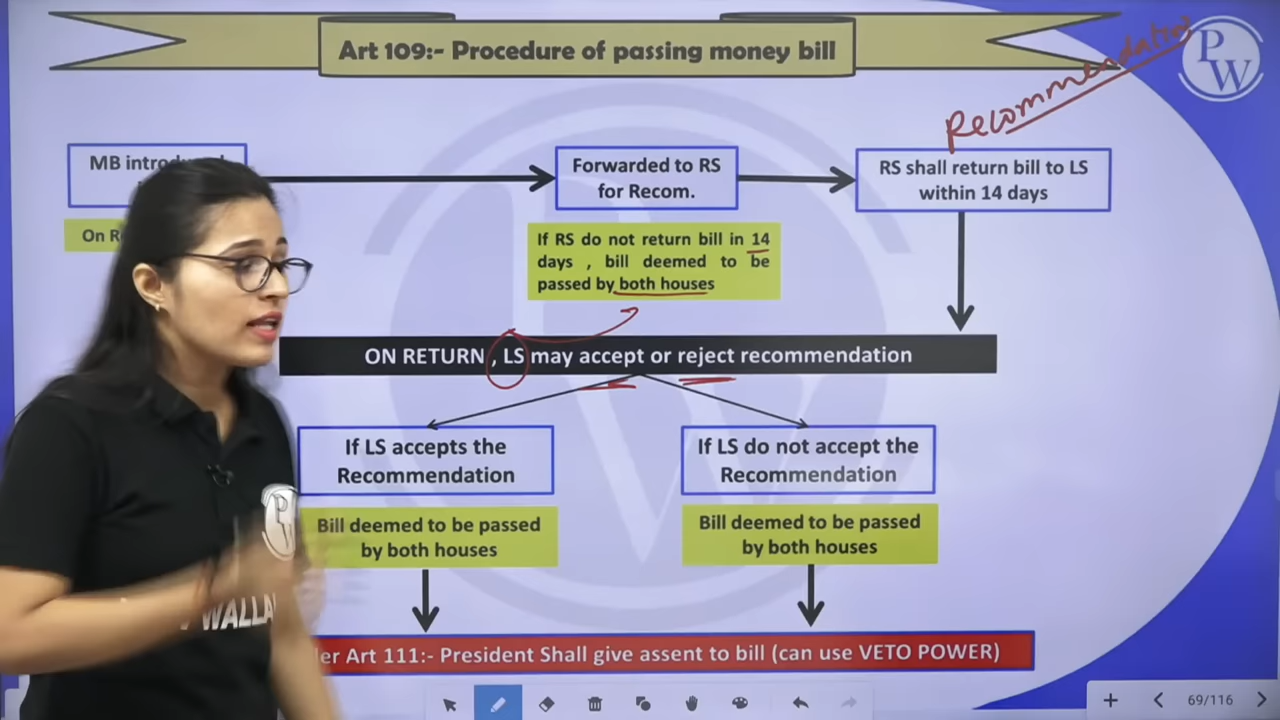 Art 109:- Procedure of passing money bill
Recommendation
PW
MB
Forwarded to RS
for Recom.
RS shall return bill to LS
within 14 days
On
If RS do not return bill in 14
days , bill deemed to be
passed by both houses
ON RETURN , LS may accept or reject recommendation
If LS accepts the
Recommendation
If LS do not accept the
Recommendation
Bill deemed to be passed
by both houses
Bill deemed to be passed
by both houses
PW
WALLA
Art 111:- President Shall give assent to bill (can use VETO POWER)
69/116